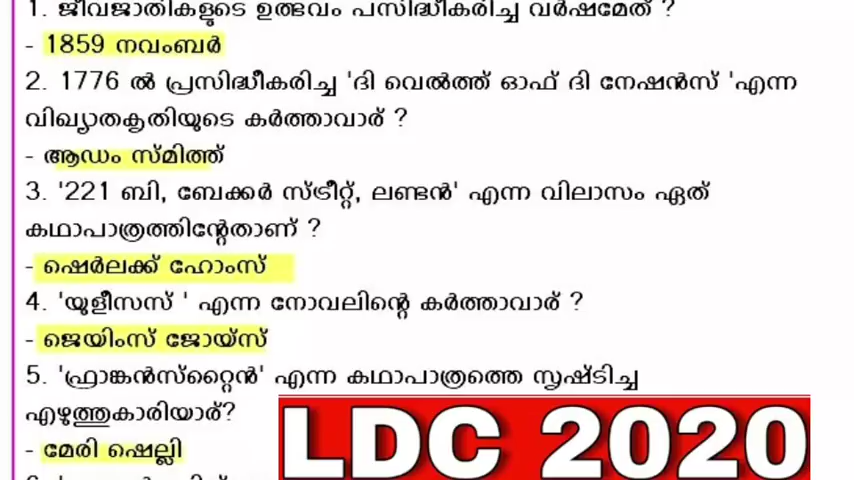 1. ജീവജാതികളുടെ ഉത്ഭവം പസിദ്ധീകരിച്ച വർഷമേത് ?
- 1859 നവംബർ
2. 1776 ൽ പ്രസിദ്ധീകരിച്ച 'ദി വെൽത്ത് ഓഫ് ദി നേഷൻസ് 'എന്ന
വിഖ്യാതകൃതിയുടെ കർത്താവാര് ?
- ആഡം സ്മിത്ത്
3. '221 ബി, ബേക്കർ സ്ട്രീറ്റ്, ലണ്ടൻ' എന്ന വിലാസം ഏത്
കഥാപാത്രത്തിന്റേതാണ് ?
- ഷെർലക്ക് ഹോംസ്
4. 'യുളീസസ് ' എന്ന നോവലിന്റെ കർത്താവാര് ?
- ജെയിംസ് ജോയ്സ്
5. 'ഫ്രാങ്കൻസ്റ്റൈൻ' എന്ന കഥാപാത്രത്തെ സൃഷ്ടിച്ച
എഴുത്തുകാരിയാര്?
- മേരി ഷെല്ലി
LDC 2020